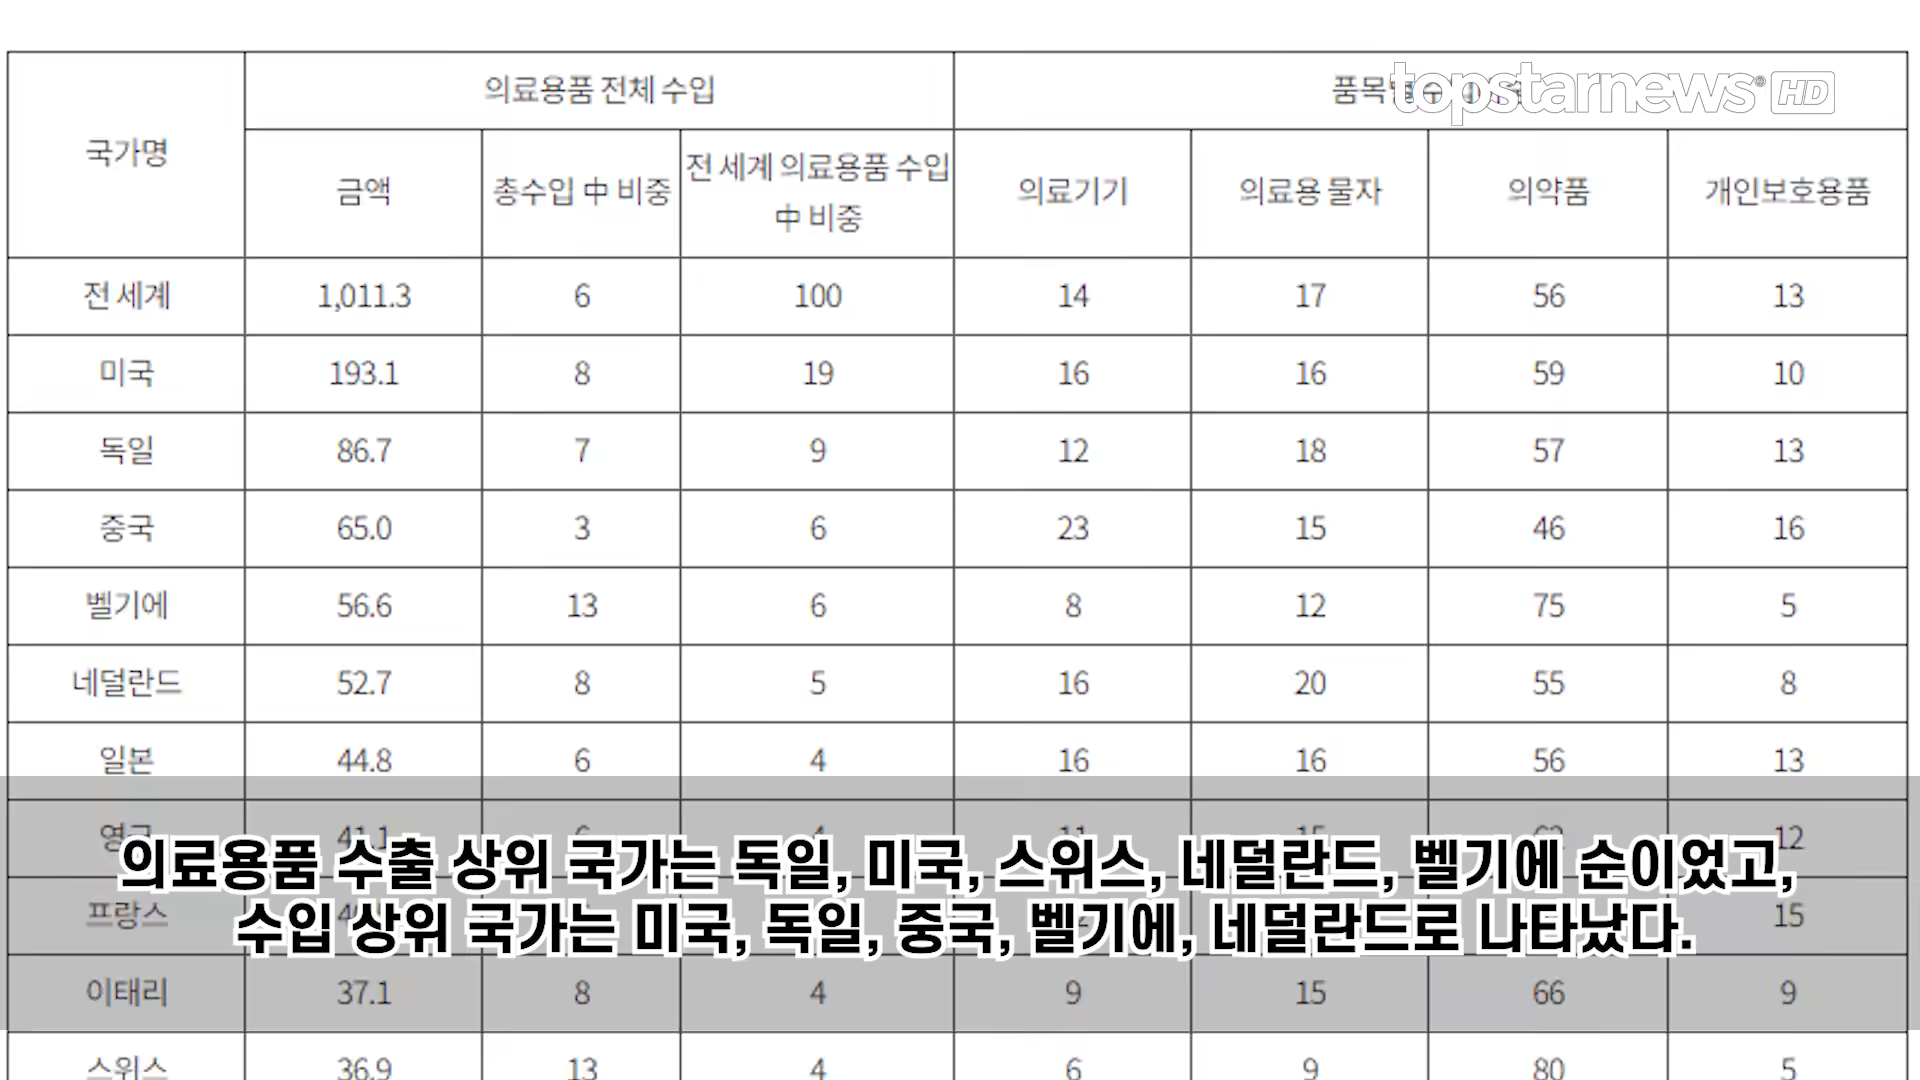 topstarnews HD
의료용품 전체 수입
국가명 금액 총수입 中 비중 전 세계 의료용품 수입 中 비중 의료기기 의료용 물자 의약품 개인보호용품
전 세계 1,011.3 6 100 14 17 56 13
미국 193.1 8 19 16 16 59 10
독일 86.7 7 9 12 18 57 13
중국 65.0 3 6 23 15 46 16
벨기에 56.6 13 6 8 12 75 5
네덜란드 52.7 8 5 16 20 55 8
일본 44.8 6 4 16 16 56 13
영국 41.1 12
프랑스 15
이태리 37.1 8 4 9 15 66 9
스위스 36.9 13 4 6 9 80 5
의료용품 수출 상위 국가는 독일, 미국, 스위스, 네덜란드, 벨기에 순이었고,
수입 상위 국가는 미국, 독일, 중국, 벨기에, 네덜란드로 나타났다.